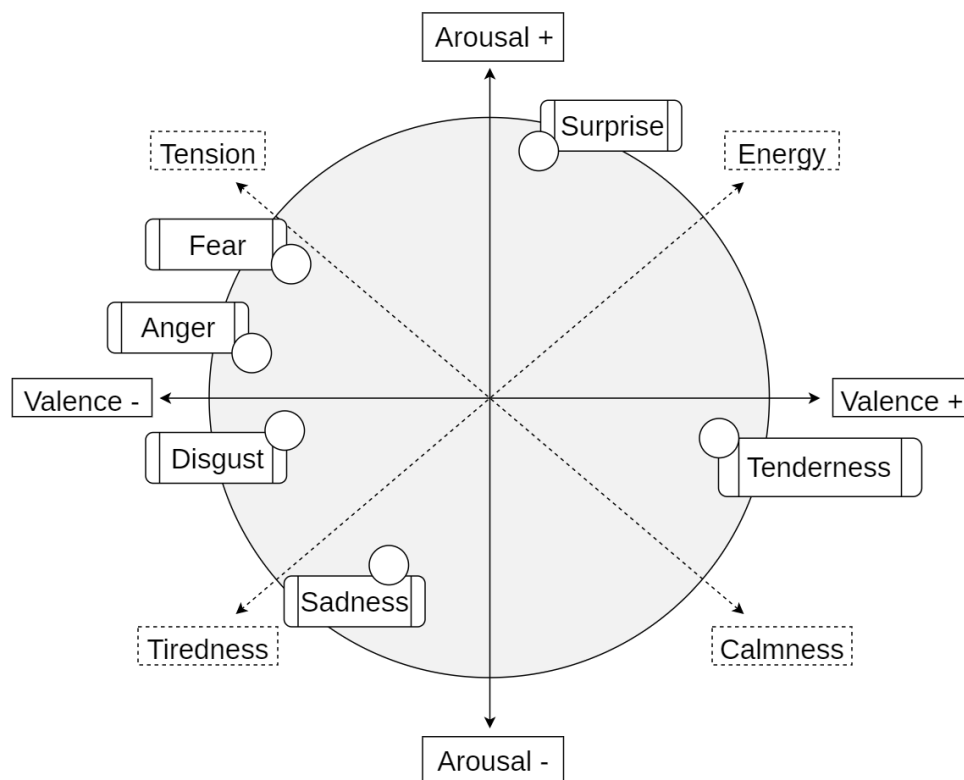 Arousal +
Surprise
Tension
Energy
Fear
Anger
Valence -
Valence +
Disgust
Tenderness
Sadness
Tiredness
Calmness
Arousal -